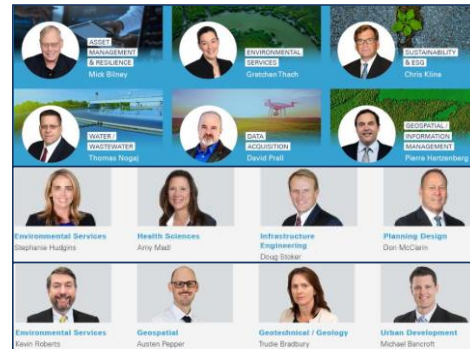 ASSET
MANAGEMENT
& RESILIENCE
Mick Bilney
ENVIRONMENTAL
SERVICES
Gretchen Thach
SUSTAINABILITY
& ESG
Chris Kline
WATER /
WASTEWATER
Thomas Nogaj
DATA
ACQUISITION
David Prall
GEOSPATIAL /
INFORMATION
MANAGEMENT
Pierre Hertzenberg
Environmental Services
Stephanie Hudgins
Health Sciences
Amy Madl
Infrastructure
Engineering
Doug Stoker
Planning Design
Don McClarin
Environmental Services
Kevin Roberts
Geospatial
Austen Pepper
Geotechnical / Geology
Trudie Bradbury
Urban Development
Michael Bancroft